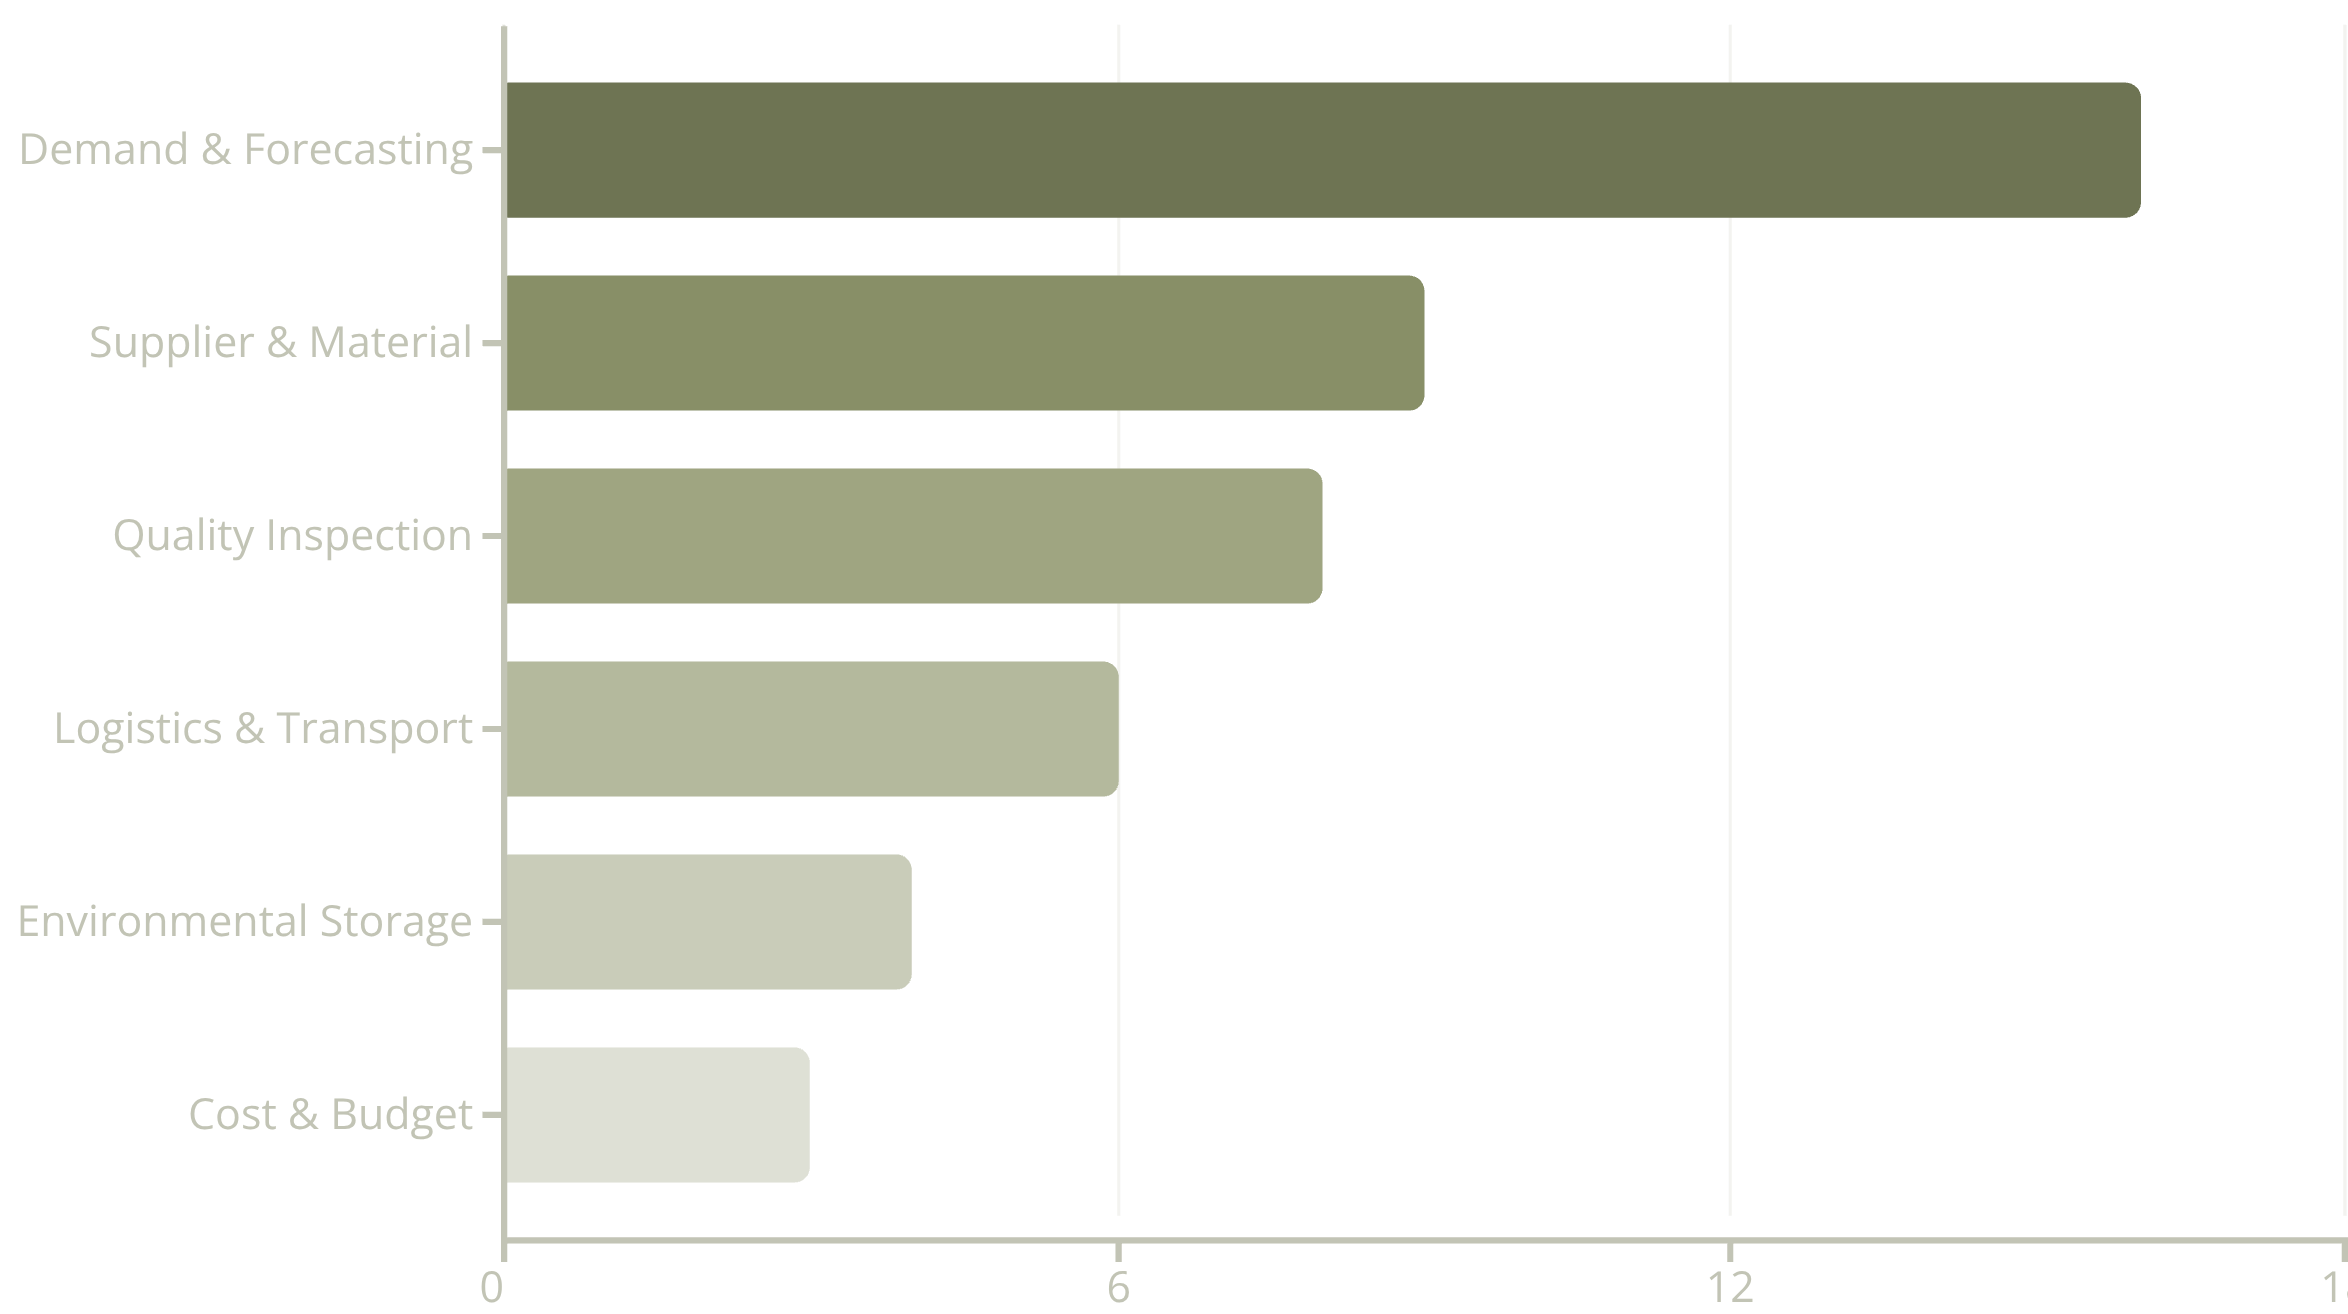 Demand & Forecasting
Supplier & Material
Quality Inspection
Logistics & Transport
Environmental Storage
Cost & Budget
0 6 12